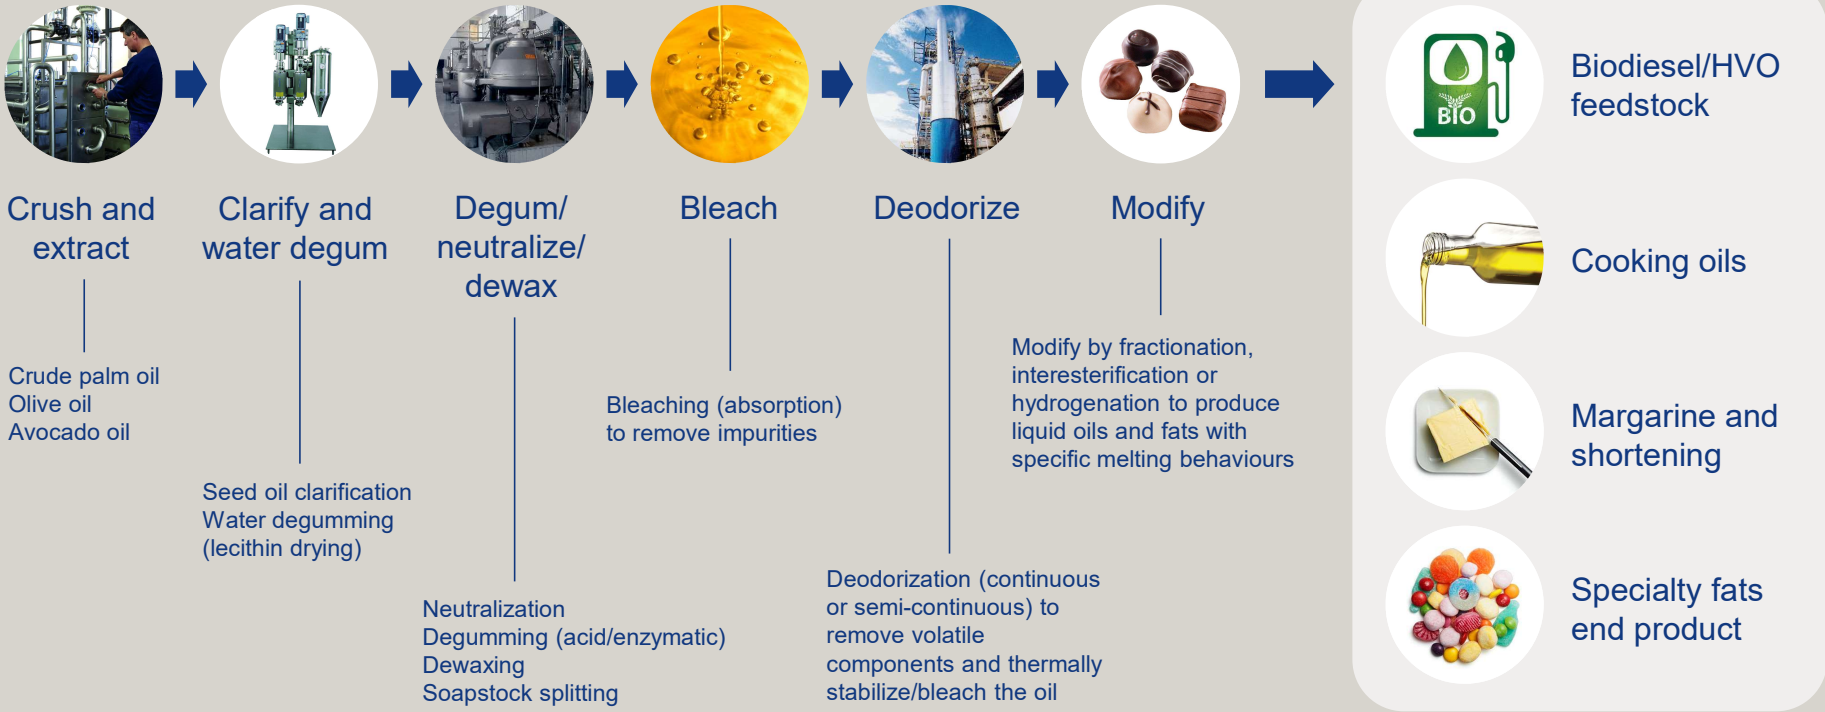 Crush and
extract
Crude palm oil
Olive oil
Avocado oil
Clarify and
water degum
Seed oil clarification
Water degumming
(lecithin drying)
Degum/
neutralize/
dewax
Neutralization
Degumming (acid/enzymatic)
Dewaxing
Soapstock splitting
Bleach
Bleaching (absorption)
to remove impurities
Deodorize
Deodorization (continuous
or semi-continuous) to
remove volatile
components and thermally
stabilize/bleach the oil
Modify
Modify by fractionation,
interesterification or
hydrogenation to produce
liquid oils and fats with
specific melting behaviours
BIO
Biodiesel/HVO
feedstock
Cooking oils
Margarine and
shortening
Specialty fats
end product